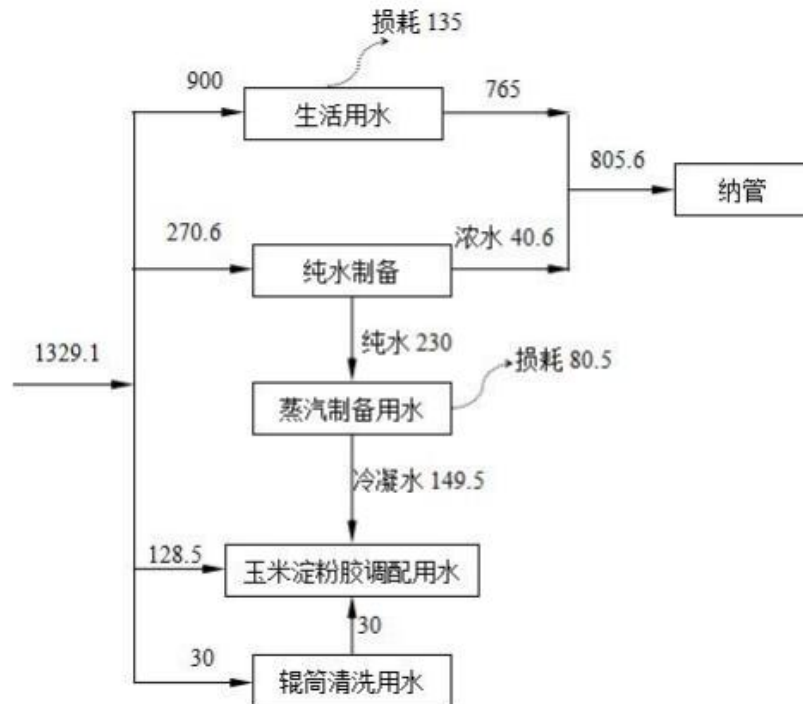 损耗 135
900
生活用水
765
805.6
纳管
270.6
纯水制备
浓水 40.6
纯水 230
1329.1
损耗 80.5
蒸汽制备用水
冷凝水 149.5
128.5
玉米淀粉胶调配用水
30
30
辊筒清洗用水